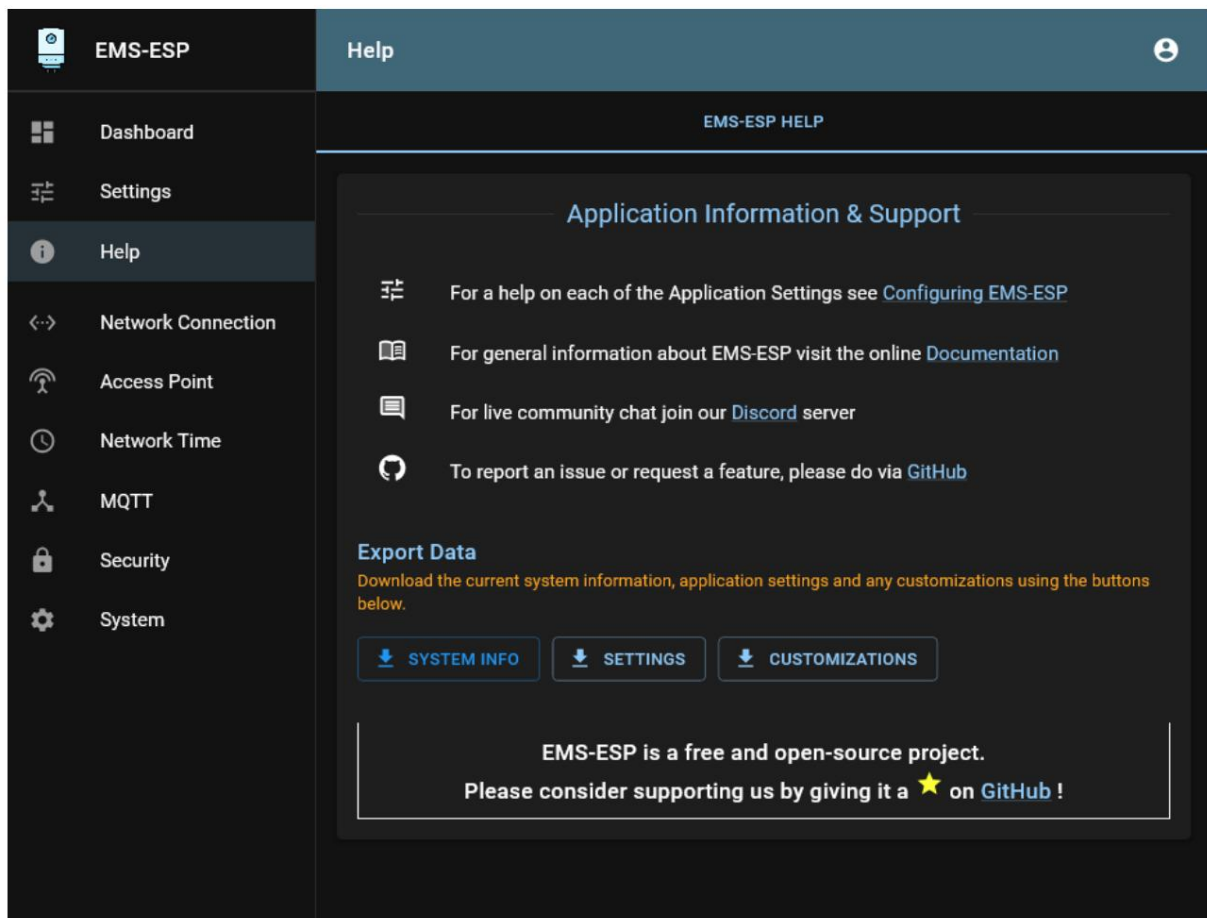 EMS-ESP
Help
Dashboard
Settings
Help
Network Connection
Access Point
Network Time
MQTT
Security
System
EMS-ESP HELP
Application Information & Support
For a help on each of the Application Settings see Configuring EMS-ESP
For general information about EMS-ESP visit the online Documentation
For live community chat join our Discord server
To report an issue or request a feature, please do via GitHub
Export Data
Download the current system information, application settings and any customizations using the buttons
below.
SYSTEM INFO
SETTINGS
CUSTOMIZATIONS
EMS-ESP is a free and open-source project.
Please consider supporting us by giving it a ⭐ on GitHub !